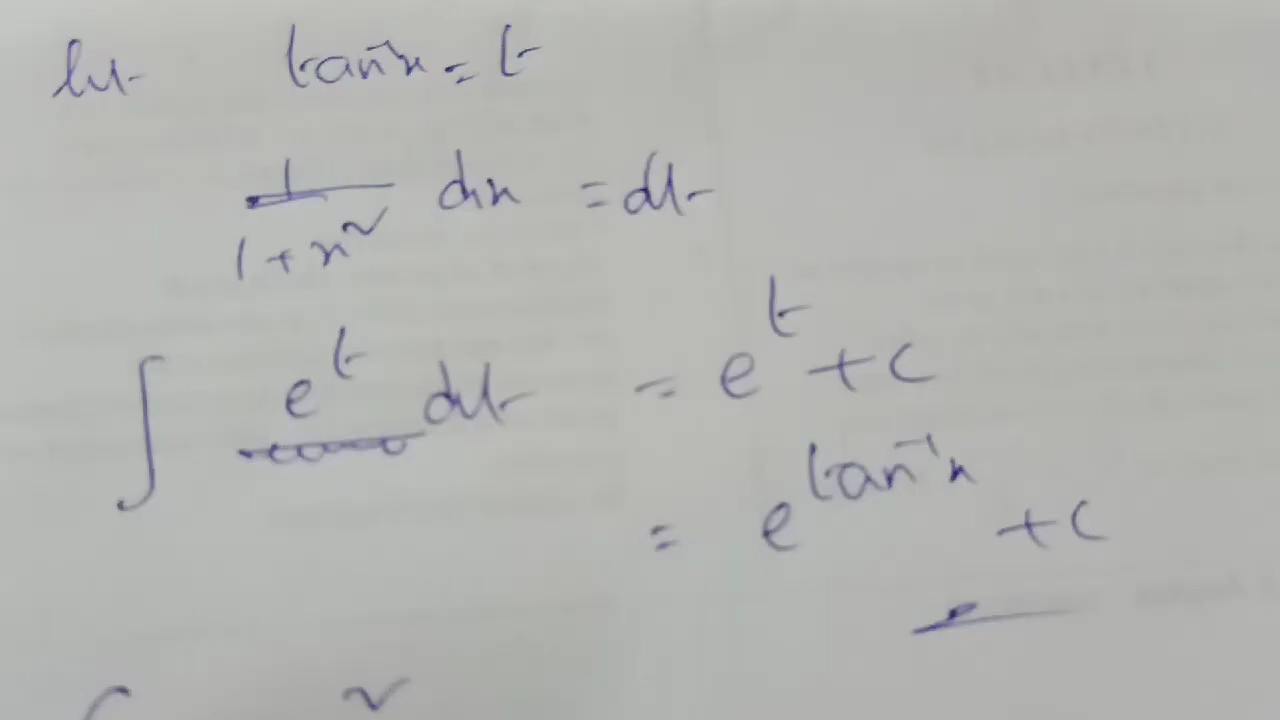 let tan⁻¹x = t
1/(1+x²) dx = dt
∫ e^t dt = e^t + c
= e^(tan⁻¹x) + c